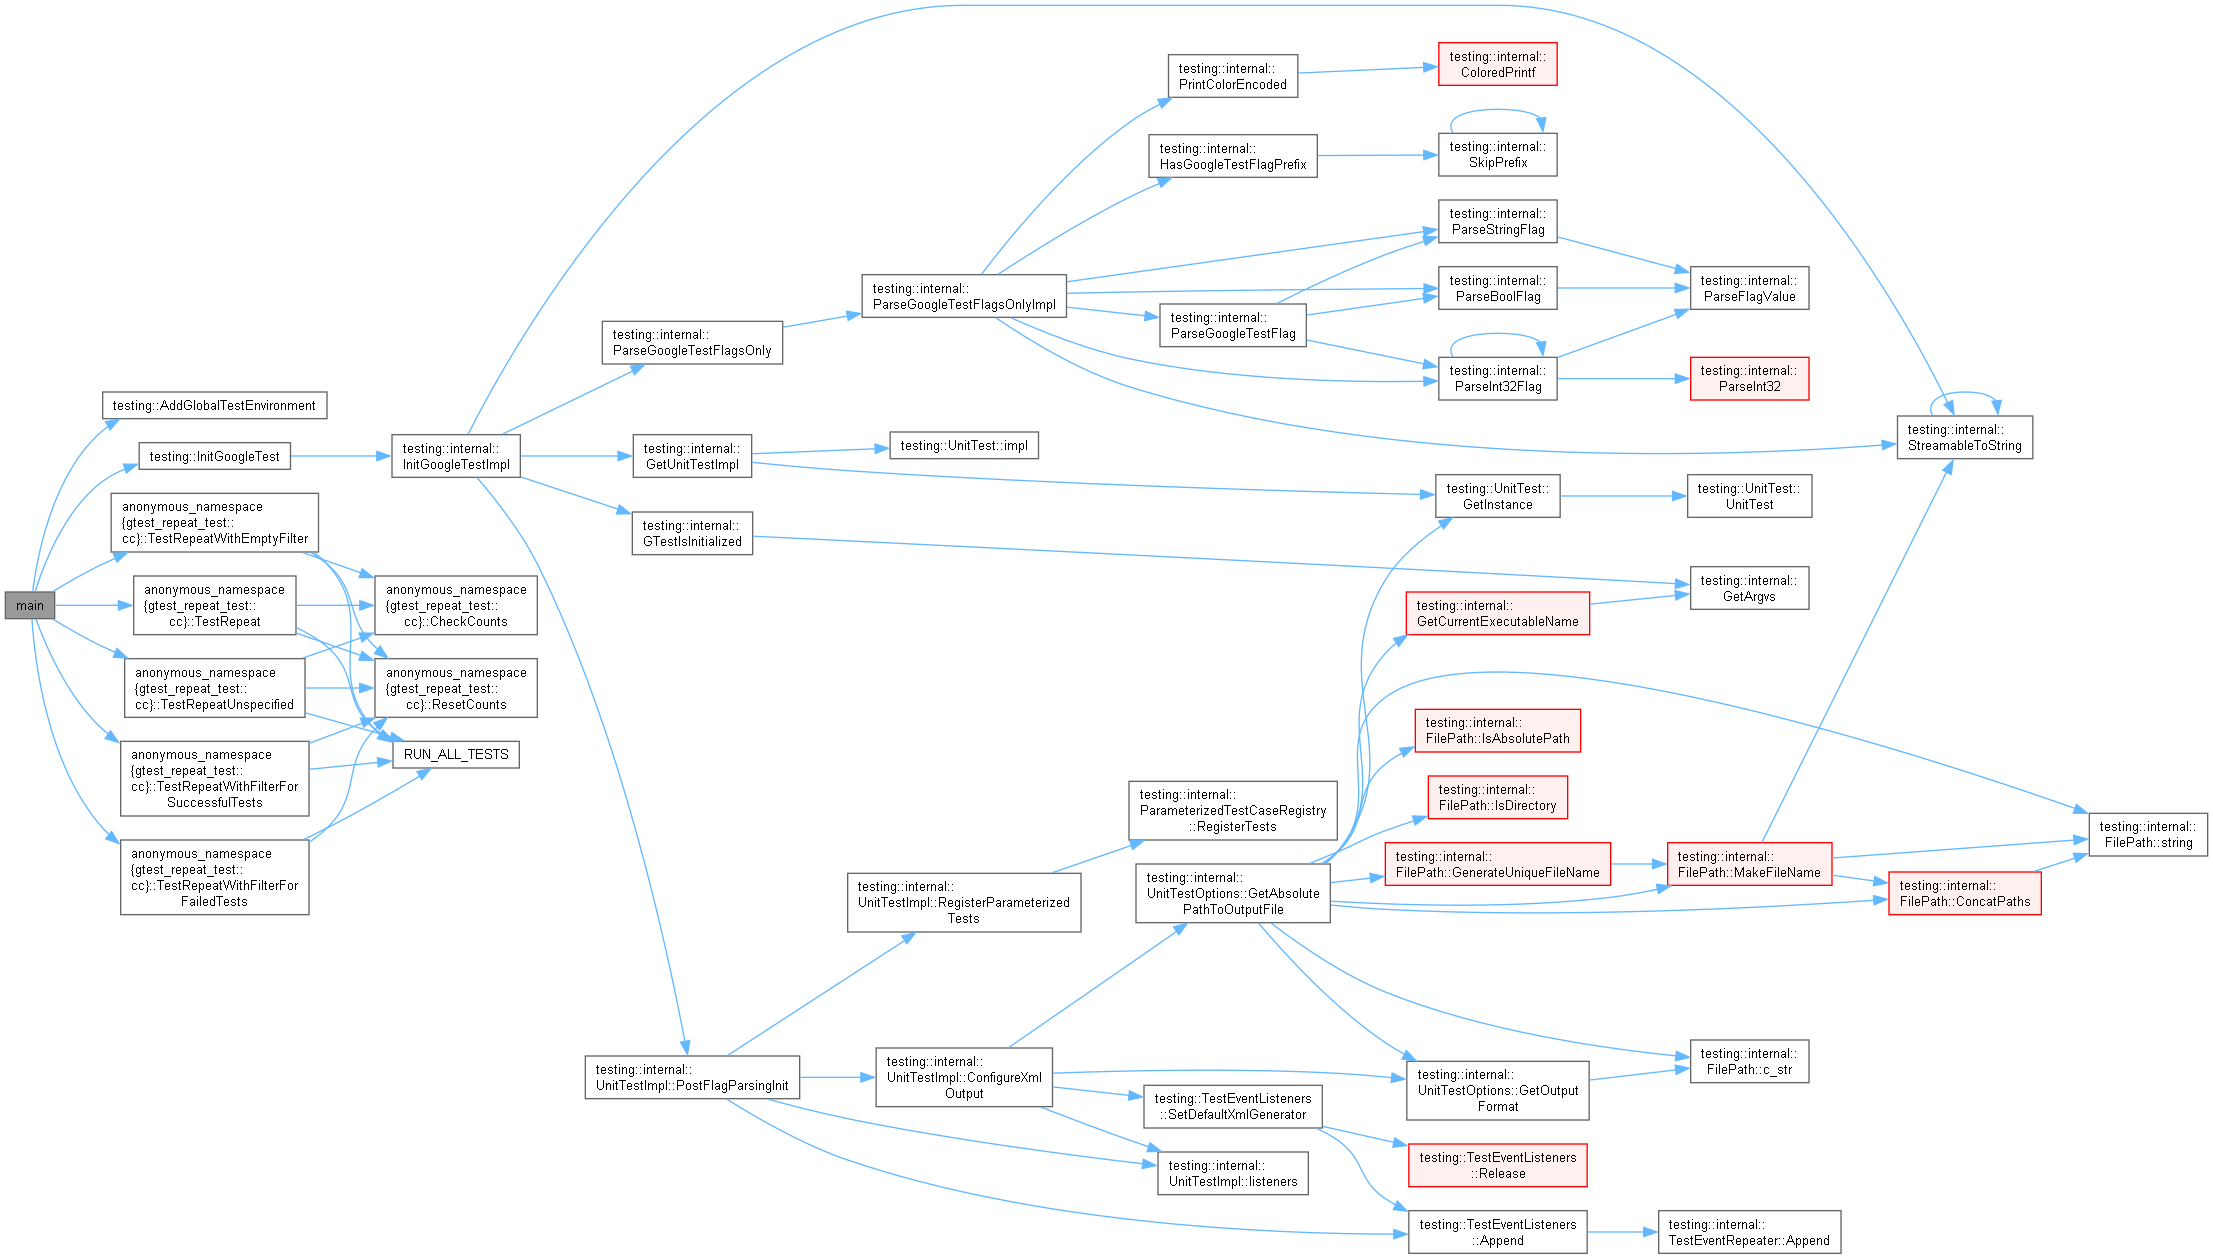 main
testing::AddGlobalTestEnvironment
testing::InitGoogleTest
anonymous_namespace
{gtest_repeat_test::
cc}::TestRepeatWithEmptyFilter
anonymous_namespace
{gtest_repeat_test::
cc}::TestRepeat
anonymous_namespace
{gtest_repeat_test::
cc}::TestRepeatUnspecified
anonymous_namespace
{gtest_repeat_test::
cc}::TestRepeatWithFilterFor
SuccessfulTests
anonymous_namespace
{gtest_repeat_test::
cc}::TestRepeatWithFilterFor
FailedTests
testing::internal::
InitGoogleTestImpl
anonymous_namespace
{gtest_repeat_test::
cc}::CheckCounts
anonymous_namespace
{gtest_repeat_test::
cc}::ResetCounts
RUN_ALL_TESTS
testing::internal::
ParseGoogleTestFlagsOnly
testing::internal::
GetUnitTestImpl
testing::internal::
GTestIsInitialized
testing::internal::
UnitTestImpl::PostFlagParsingInit
testing::internal::
ParseGoogleTestFlagsOnlyImpl
testing::UnitTest::impl
testing::internal::
UnitTestImpl::RegisterParameterized
Tests
testing::internal::
UnitTestImpl::ConfigureXml
Output
testing::internal::
PrintColorEncoded
testing::internal::
HasGoogleTestFlagPrefix
testing::internal::
ParseGoogleTestFlag
testing::internal::
ParameterizedTestCaseRegistry
::RegisterTests
testing::internal::
UnitTestOptions::GetAbsolute
PathToOutputFile
testing::TestEventListeners
::SetDefaultXmlGenerator
testing::internal::
UnitTestImpl::listeners
testing::internal::
ColoredPrintf
testing::internal::
SkipPrefix
testing::internal::
ParseStringFlag
testing::internal::
ParseBoolFlag
testing::internal::
ParseInt32Flag
testing::UnitTest::
GetInstance
testing::internal::
GetCurrentExecutableName
testing::internal::
FilePath::IsAbsolutePath
testing::internal::
FilePath::IsDirectory
testing::internal::
FilePath::GenerateUniqueFileName
testing::internal::
UnitTestOptions::GetOutput
Format
testing::TestEventListeners
::Release
testing::TestEventListeners
::Append
testing::internal::
ParseFlagValue
testing::internal::
ParseInt32
testing::UnitTest::
UnitTest
testing::internal::
GetArgvs
testing::internal::
FilePath::MakeFileName
testing::internal::
FilePath::c_str
testing::internal::
TestEventRepeater::Append
testing::internal::
StreamableToString
testing::internal::
FilePath::ConcatPaths
testing::internal::
FilePath::string